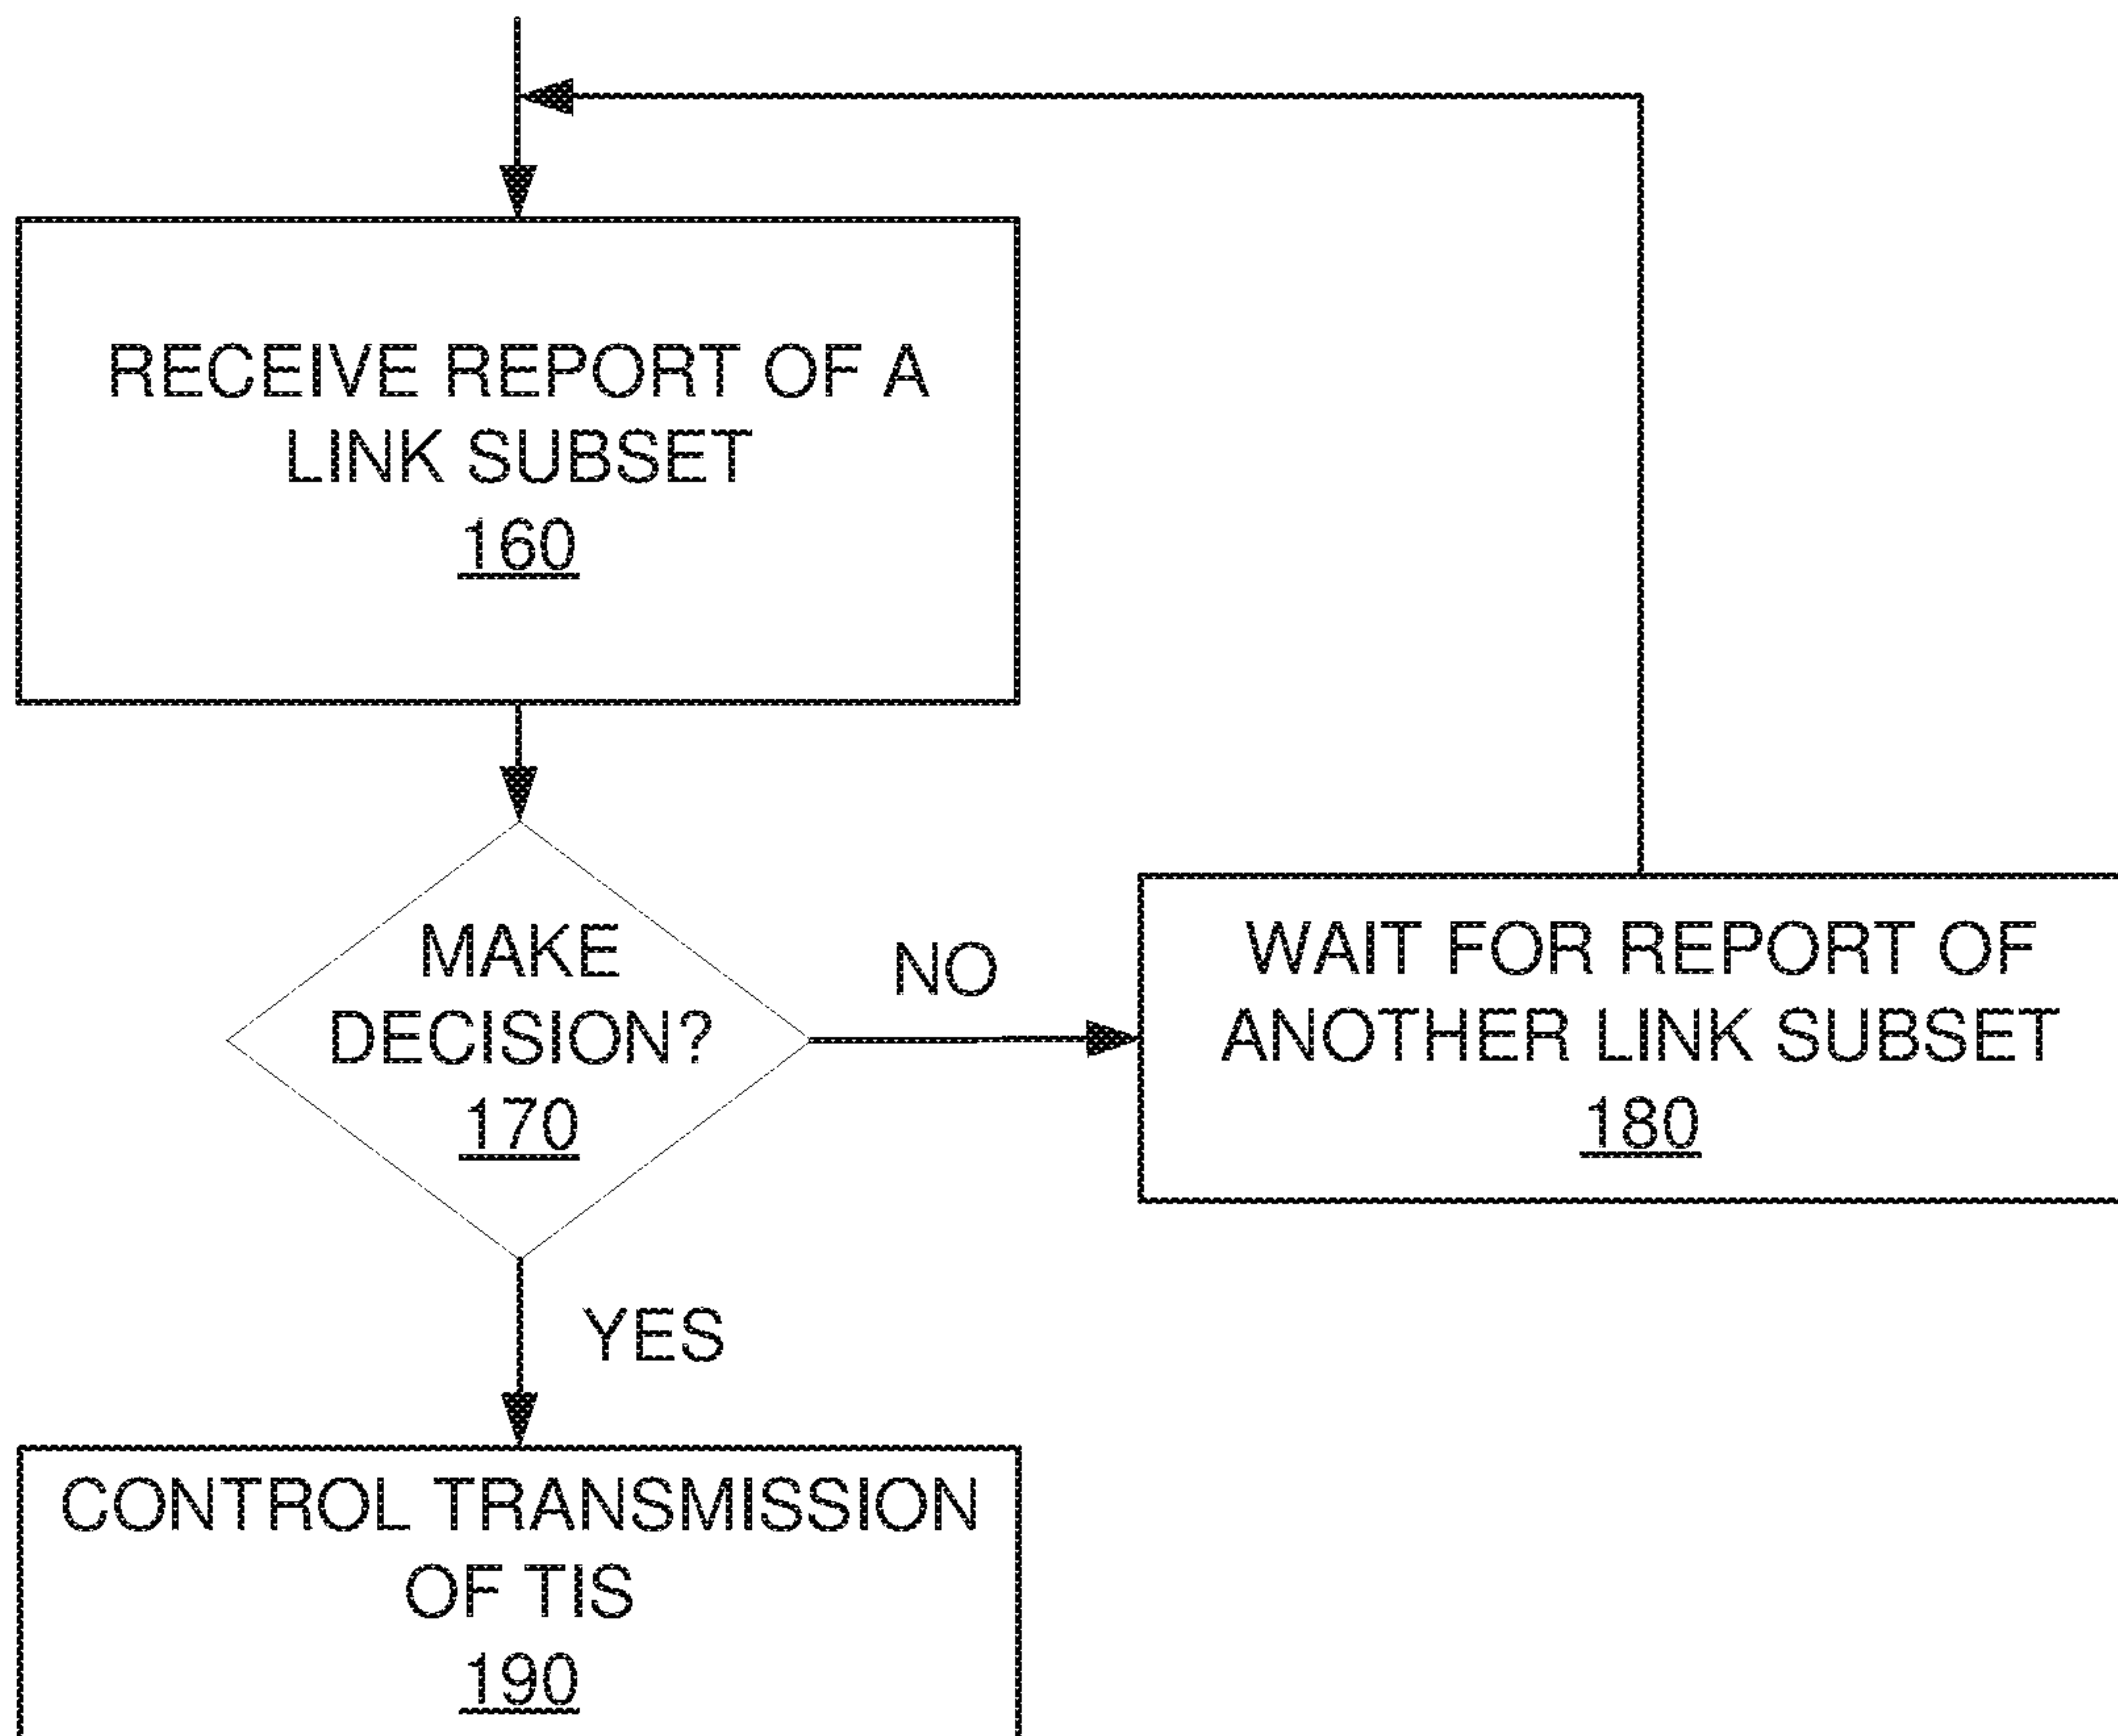 RECEIVE REPORT OF A
LINK SUBSET
160
MAKE
DECISION?
170
NO
WAIT FOR REPORT OF
ANOTHER LINK SUBSET
180
YES
CONTROL TRANSMISSION
OF TIS
190